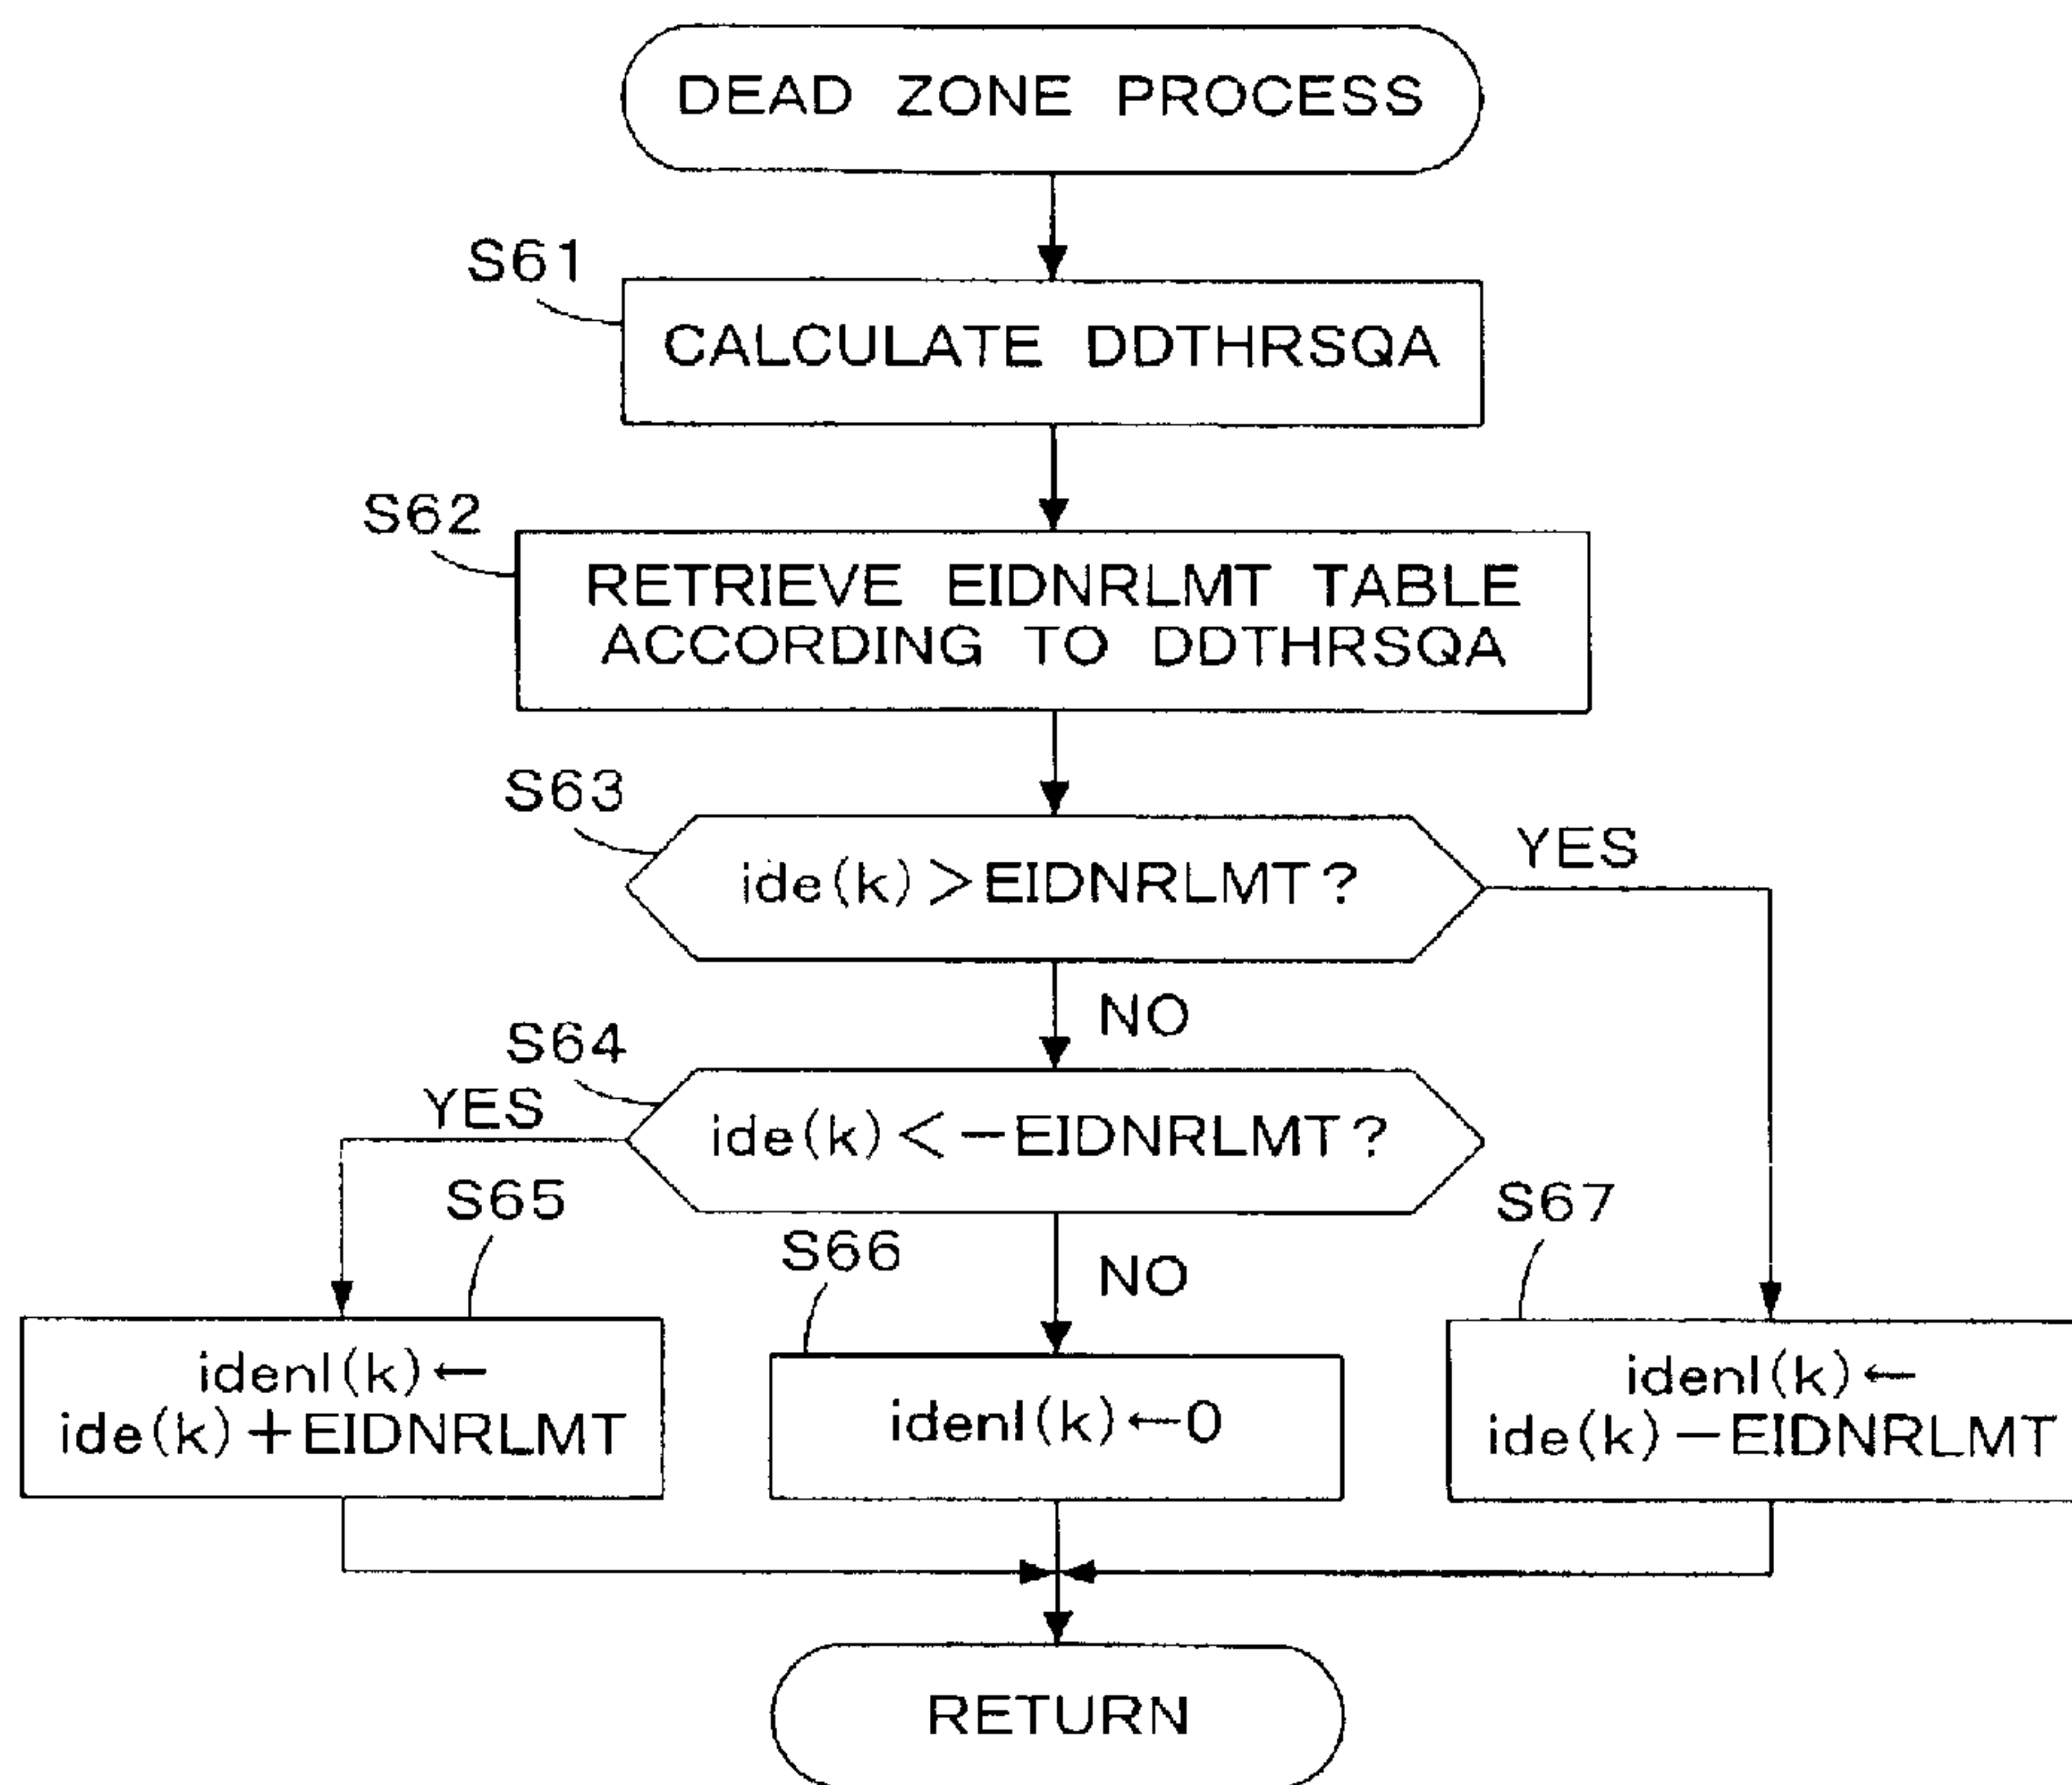 DEAD ZONE PROCESS
S61
CALCULATE DDTHRSQA
S62
RETRIEVE EIDNRLMT TABLE
ACCORDING TO DDTHRSQA
S63
ide(k)>EIDNRLMT?
YES
NO
S64
YES
ide(k)<-EIDNRLMT?
S65
S66
NO
S67
idenl(k)←
ide(k)+EIDNRLMT
idenl(k)←0
idenl(k)←
ide(k)-EIDNRLMT
RETURN